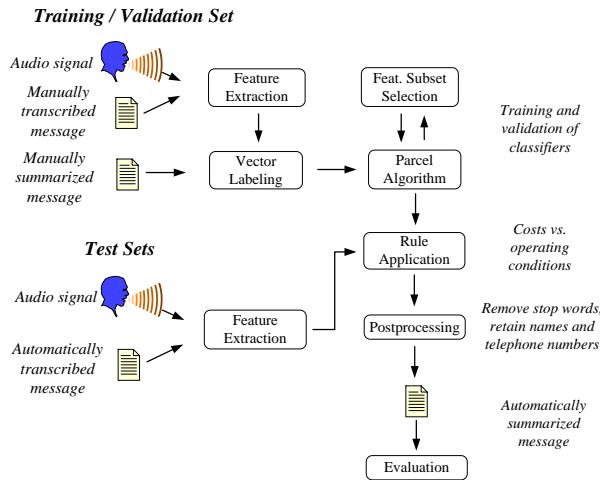 Training / Validation Set
Audio signal
Manually
transcribed
message
Manually
summarized
message
Feature
Extraction
Vector
Labeling
Feat. Subset
Selection
Parcel
Algorithm
Training and
validation of
classifiers
Test Sets
Audio signal
Automatically
transcribed
message
Feature
Extraction
Rule
Application
Costs vs.
operating
conditions
Postprocessing
Remove stop words,
retain names and
telephone numbers
Automatically
summarized
message
Evaluation